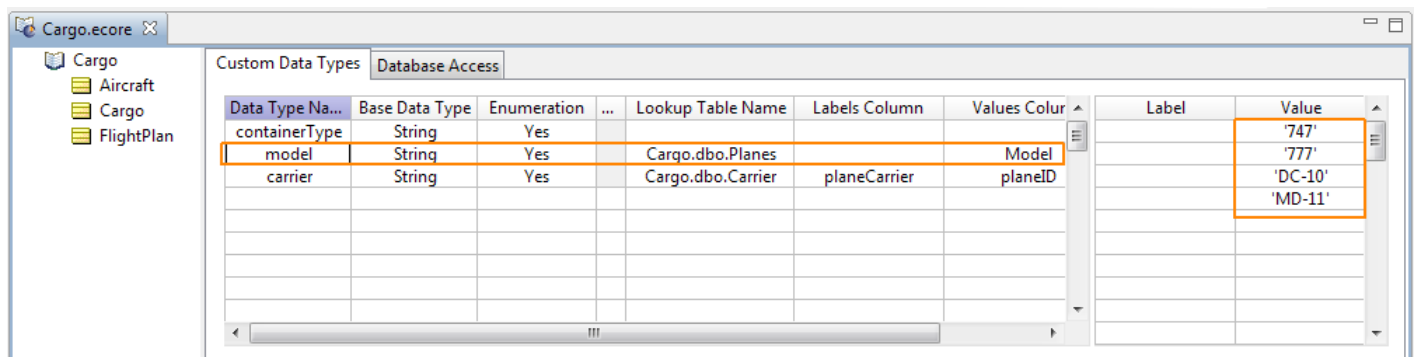 Cargo.ecore
Cargo
Aircraft
Cargo
FlightPlan
Custom Data Types Database Access
Data Type Na... Base Data Type Enumeration ... Lookup Table Name Labels Column Values Colur Label Value
containerType String Yes '747'
model String Yes Cargo.dbo.Planes Model '777'
carrier String Yes Cargo.dbo.Carrier planeCarrier planeID 'DC-10'
'MD-11'